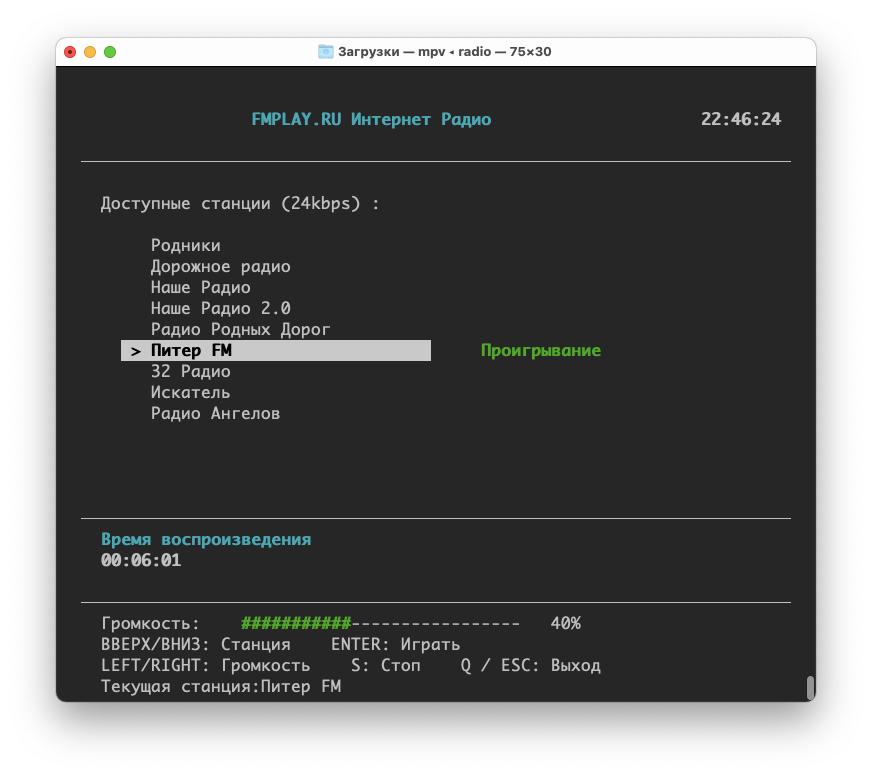 Загрузки — mpv ◂ radio — 75×30
FMPLAY.RU Интернет Радио 22:46:24
Доступные станции (24kbps) :
Родники
Дорожное радио
Наше Радио
Наше Радио 2.0
Радио Родных Дорог
> Питер FM Проигрывание
32 Радио
Искатель
Радио Ангелов
Время воспроизведения
00:06:01
Громкость: ###########----------------- 40%
ВВЕРХ/ВНИЗ: Станция ENTER: Играть
LEFT/RIGHT: Громкость S: Стоп Q / ESC: Выход
Текущая станция:Питер FM